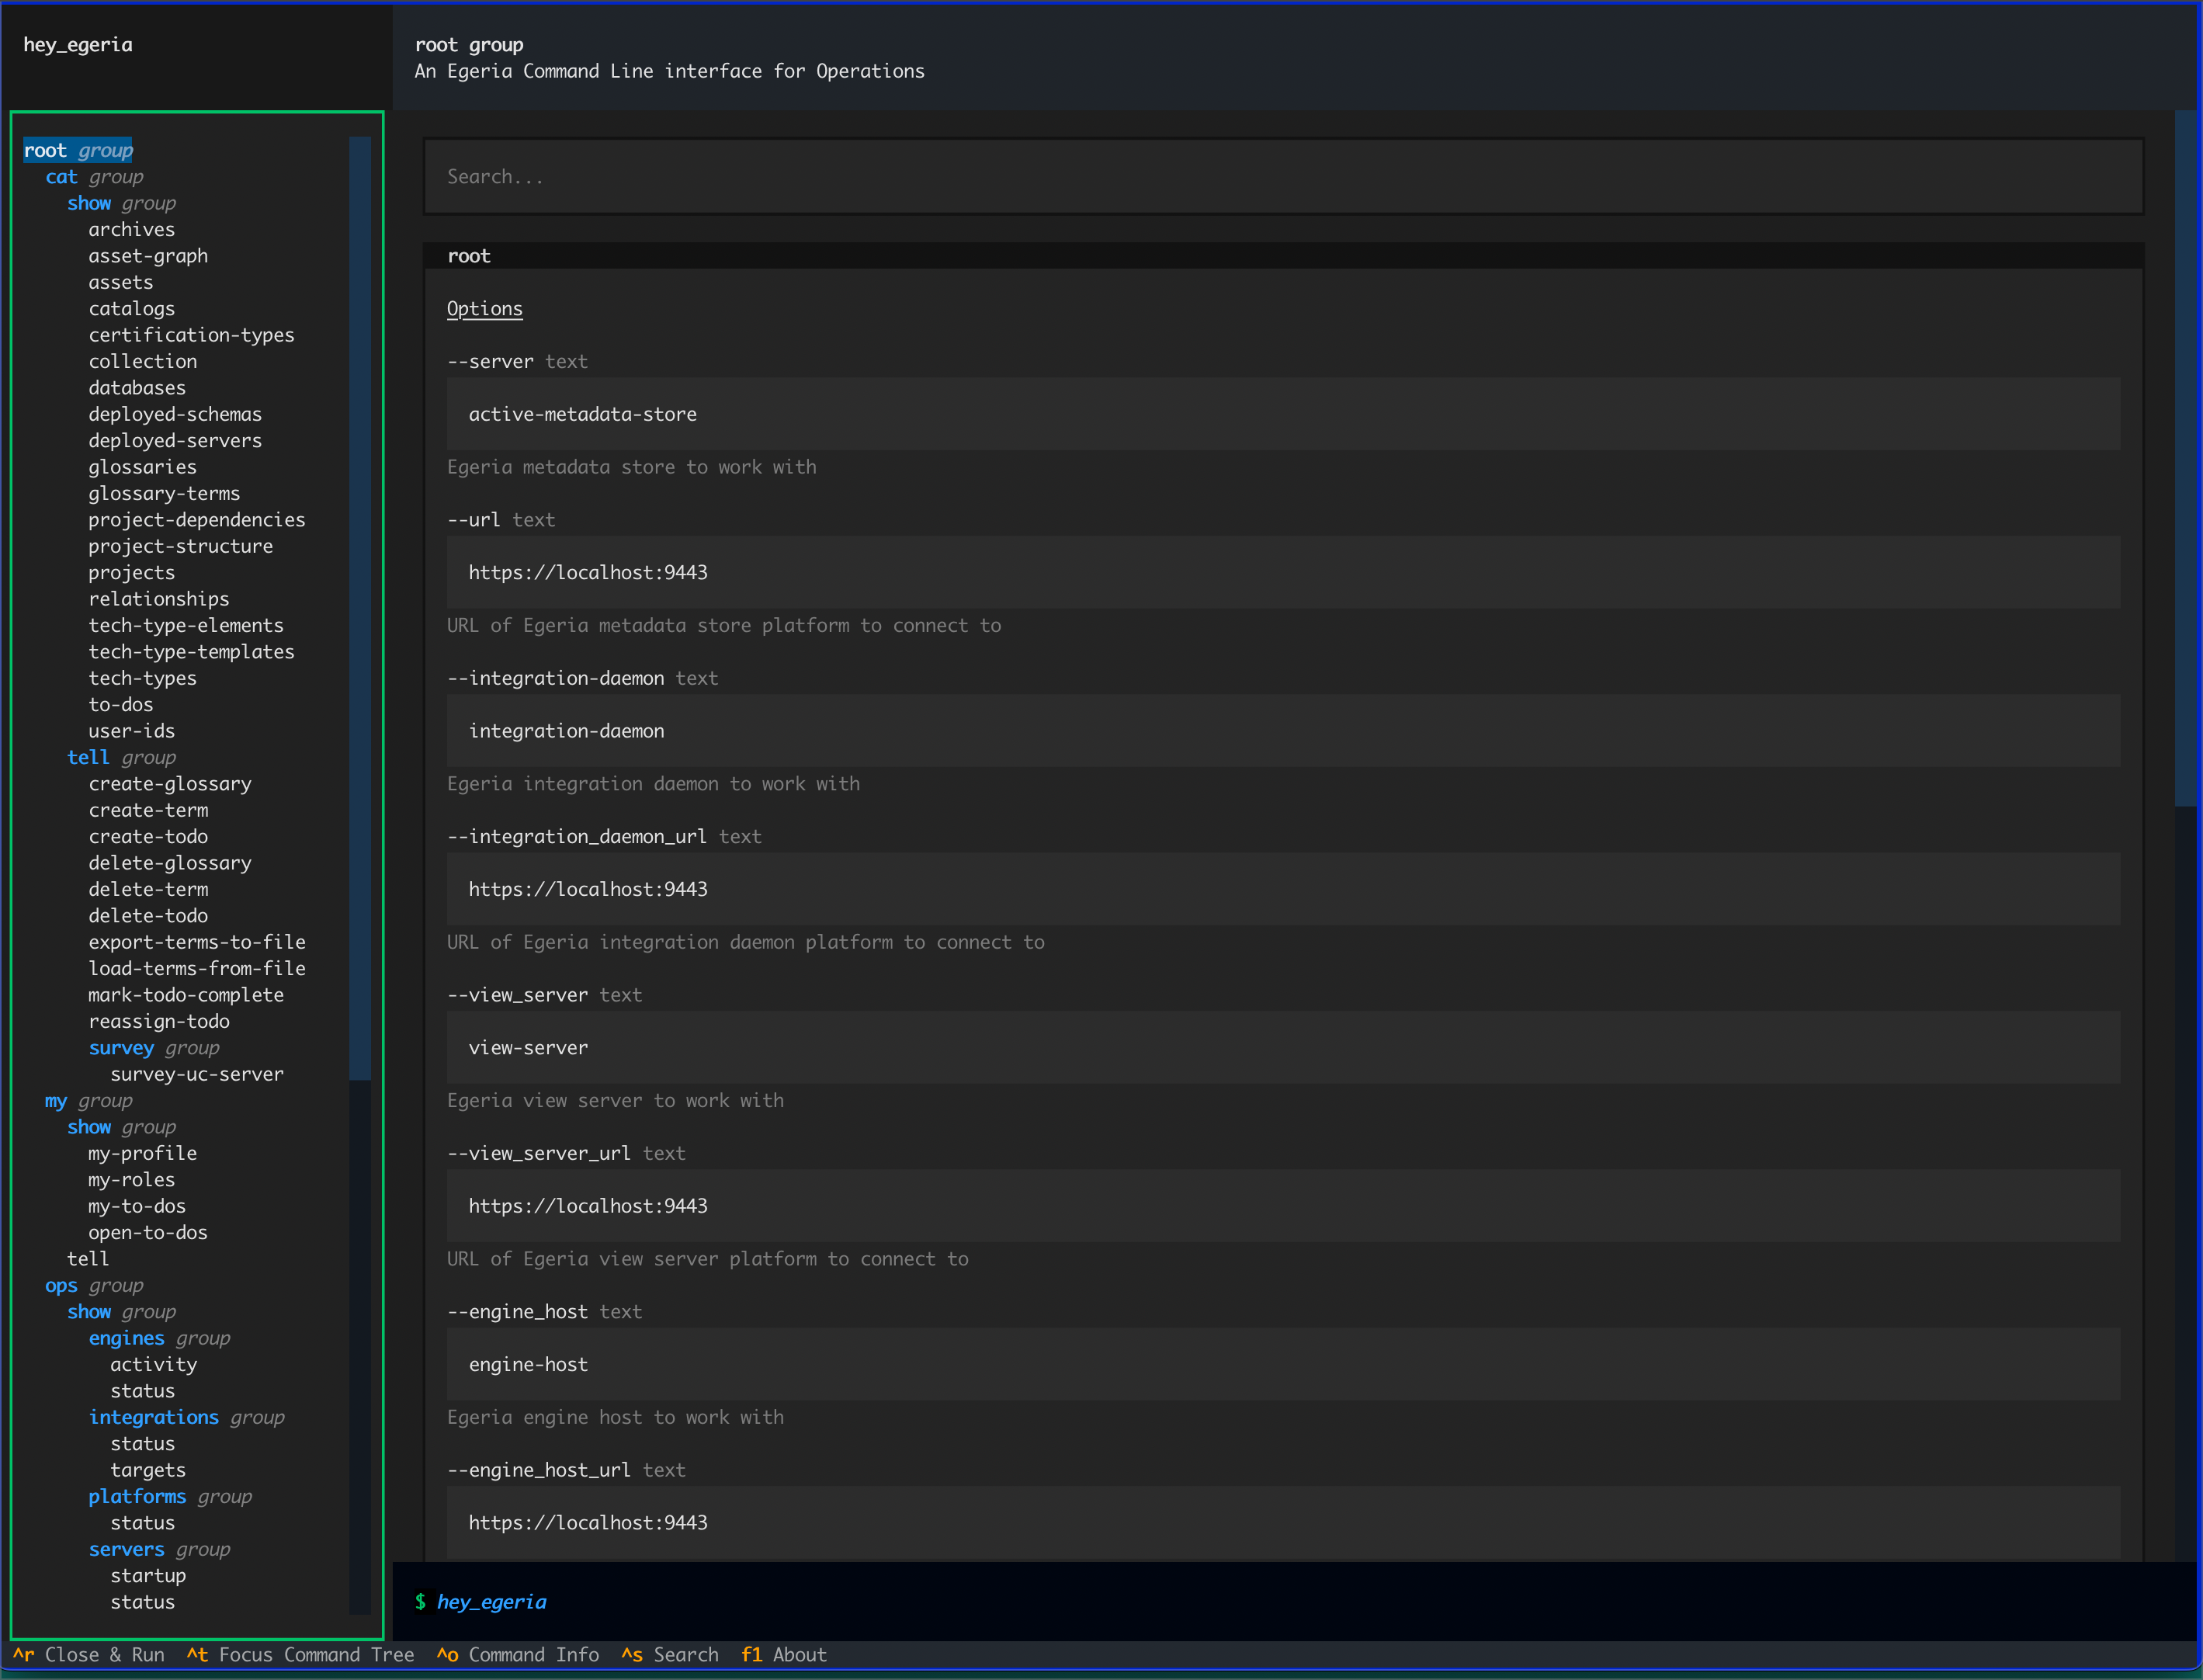 hey_egeria
root group
cat group
show group
archives
asset-graph
assets
catalogs
certification-types
collection
databases
deployed-schemas
deployed-servers
glossaries
glossary-terms
project-dependencies
project-structure
projects
relationships
tech-type-elements
tech-type-templates
tech-types
to-dos
user-ids
tell group
create-glossary
create-term
create-todo
delete-glossary
delete-term
delete-todo
export-terms-to-file
load-terms-from-file
mark-todo-complete
reassign-todo
survey group
survey-uc-server
my group
show group
my-profile
my-roles
my-to-dos
open-to-dos
tell
ops group
show group
engines group
activity
status
integrations group
status
targets
platforms group
status
servers group
startup
status
root group
An Egeria Command Line interface for Operations
Search...
root
Options
--server text
active-metadata-store
Egeria metadata store to work with
--url text
https://localhost:9443
URL of Egeria metadata store platform to connect to
--integration-daemon text
integration-daemon
Egeria integration daemon to work with
--integration_daemon_url text
https://localhost:9443
URL of Egeria integration daemon platform to connect to
--view_server text
view-server
Egeria view server to work with
--view_server_url text
https://localhost:9443
URL of Egeria view server platform to connect to
--engine_host text
engine-host
Egeria engine host to work with
--engine_host_url text
https://localhost:9443
$ hey_egeria
^r Close & Run ^t Focus Command Tree ^o Command Info ^s Search f1 About